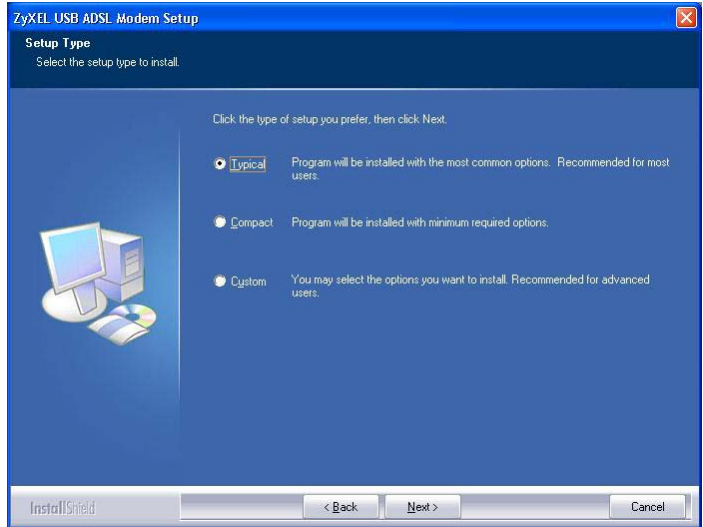 ZyXEL USB ADSL Modem Setup
Setup Type
Select the setup type to install.
Click the type of setup you prefer, then click Next.
Typical Program will be installed with the most common options. Recommended for most
users.
Compact Program will be installed with minimum required options.
Custom You may select the options you want to install. Recommended for advanced
users.
InstallShield
< Back Next > Cancel